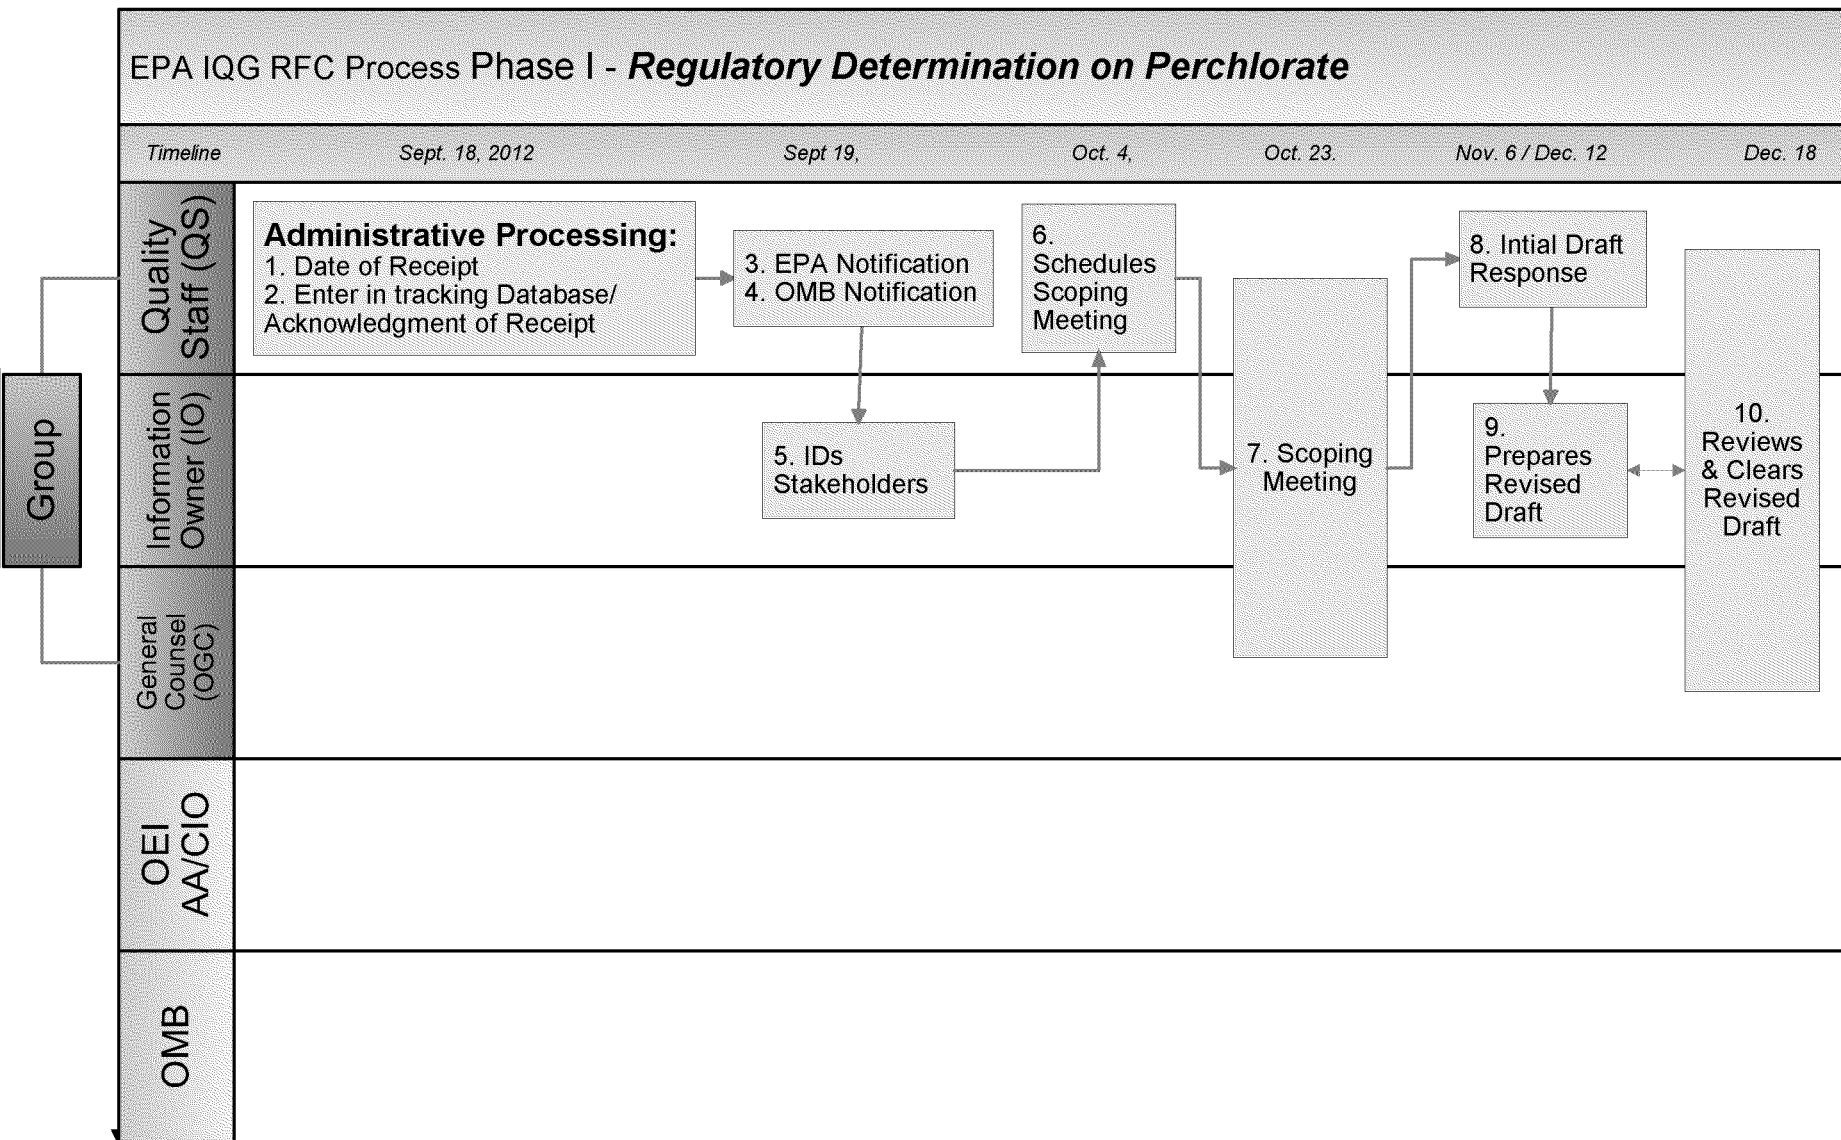 EPA IQG RFC Process Phase I - Regulatory Determination on Perchlorate
Timeline
Sept. 18, 2012
Sept 19,
Oct. 4,
Oct. 23.
Nov. 6 / Dec. 12
Dec. 18
Group
Quality
Staff (QS)
Administrative Processing:
1. Date of Receipt
2. Enter in tracking Database/
Acknowledgment of Receipt
3. EPA Notification
4. OMB Notification
6.
Schedules
Scoping
Meeting
8. Intial Draft
Response
Information
Owner (IO)
5. IDs
Stakeholders
7. Scoping
Meeting
9.
Prepares
Revised
Draft
10.
Reviews
& Clears
Revised
Draft
General
Counsel
(OGC)
OEI
AA/CIO
OMB